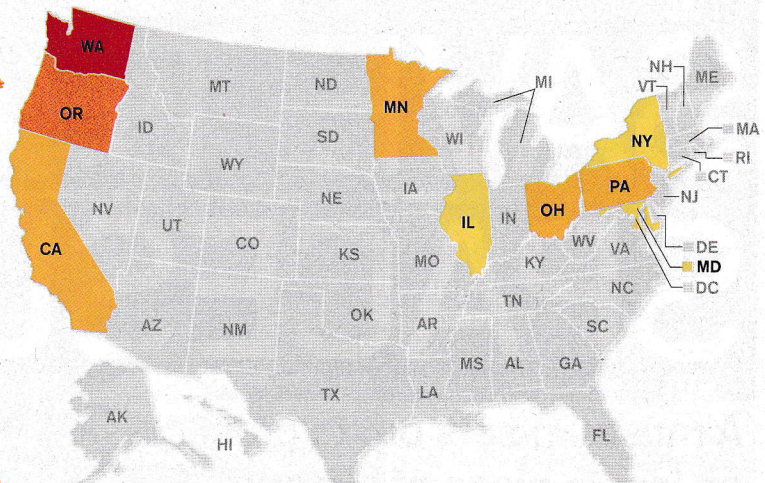 WA
MT
ND
MN
MI
NH
VT
ME
OR
ID
SD
WI
NY
MA
RI
CT
WY
NE
IA
IL
IN
OH
PA
NJ
CA
NV
UT
CO
KS
MO
KY
WV
VA
DE
MD
DC
AZ
NM
OK
AR
TN
NC
SC
MS
AL
GA
TX
LA
FL
AK
HI